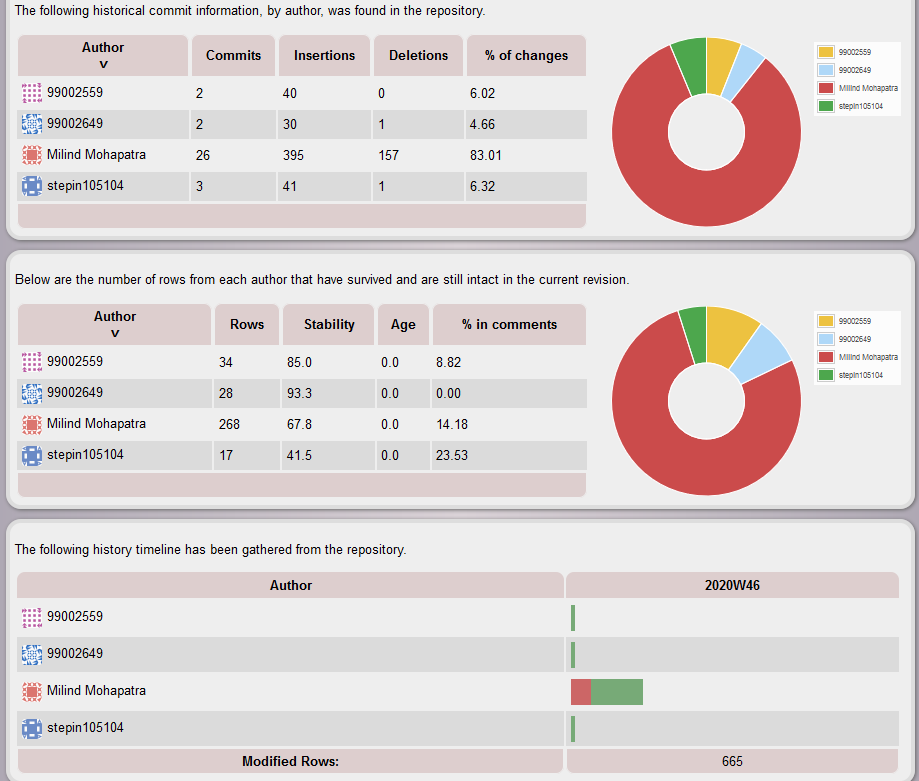 The following historical commit information, by author, was found in the repository.
Author Commits Insertions Deletions % of changes
99002559 2 40 0 6.02
99002649 2 30 1 4.66
Milind Mohapatra 26 395 157 83.01
stepin105104 3 41 1 6.32
99002559
99002649
Milind Mohapatra
stepin105104
Below are the number of rows from each author that have survived and are still intact in the current revision.
Author Rows Stability Age % in comments
99002559 34 85.0 0.0 8.82
99002649 28 93.3 0.0 0.00
Milind Mohapatra 268 67.8 0.0 14.18
stepin105104 17 41.5 0.0 23.53
99002559
99002649
Milind Mohapatra
stepin105104
The following history timeline has been gathered from the repository.
Author 2020W46
99002559
99002649
Milind Mohapatra
stepin105104
Modified Rows: 665